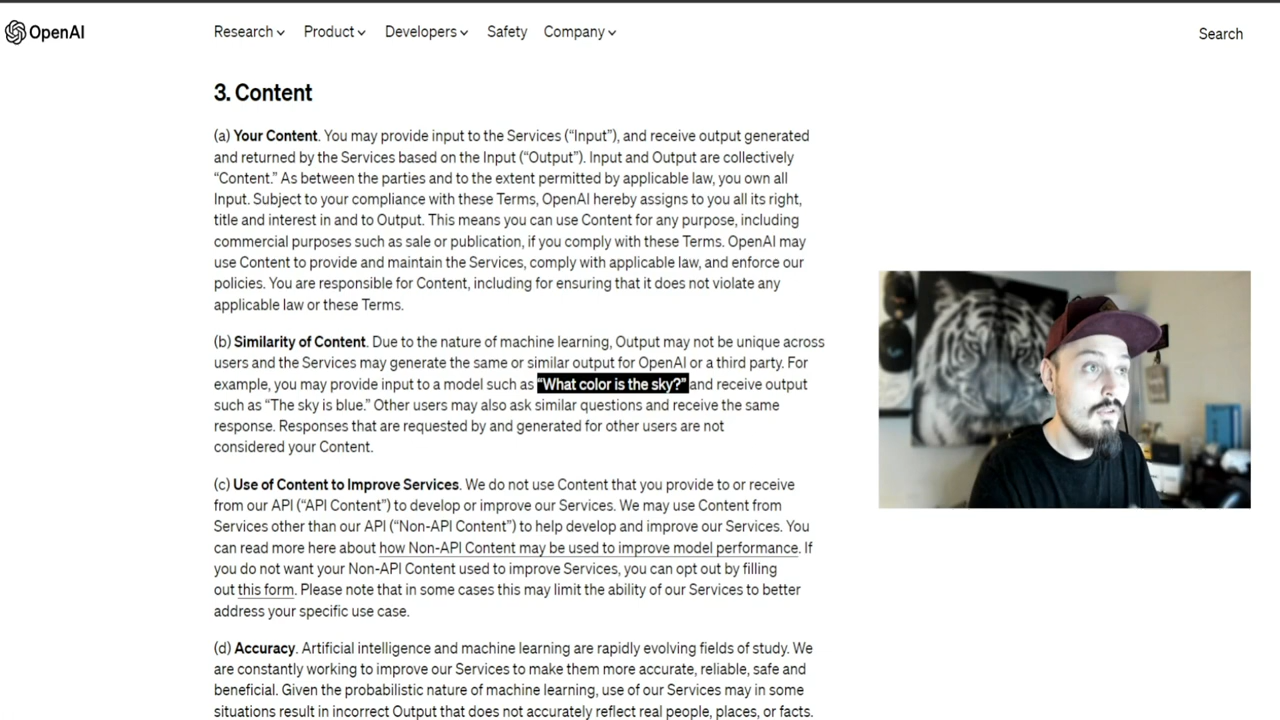 OpenAI
Research Product Developers Safety Company Search
3. Content
(a) Your Content. You may provide input to the Services (“Input”), and receive output generated
and returned by the Services based on the Input (“Output”). Input and Output are collectively
“Content.” As between the parties and to the extent permitted by applicable law, you own all
Input. Subject to your compliance with these Terms, OpenAI hereby assigns to you all its right,
title and interest in and to Output. This means you can use Content for any purpose, including
commercial purposes such as sale or publication, if you comply with these Terms. OpenAI may
use Content to provide and maintain the Services, comply with applicable law, and enforce our
policies. You are responsible for Content, including for ensuring that it does not violate any
applicable law or these Terms.
(b) Similarity of Content. Due to the nature of machine learning, Output may not be unique across
users and the Services may generate the same or similar output for OpenAI or a third party. For
example, you may provide input to a model such as “What color is the sky?” and receive output
such as “The sky is blue.” Other users may also ask similar questions and receive the same
response. Responses that are requested by and generated for other users are not
considered your Content.
(c) Use of Content to Improve Services. We do not use Content that you provide to or receive
from our API (“API Content”) to develop or improve our Services. We may use Content from
Services other than our API (“Non-API Content”) to help develop and improve our Services. You
can read more here about how Non-API Content may be used to improve model performance. If
you do not want your Non-API Content used to improve Services, you can opt out by filling
out this form. Please note that in some cases this may limit the ability of our Services to better
address your specific use case.
(d) Accuracy. Artificial intelligence and machine learning are rapidly evolving fields of study. We
are constantly working to improve our Services to make them more accurate, reliable, safe and
beneficial. Given the probabilistic nature of machine learning, use of our Services may in some
situations result in incorrect Output that does not accurately reflect real people, places, or facts.